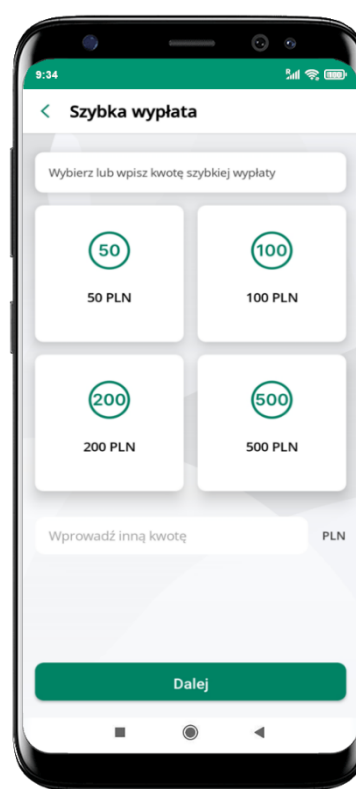 9:34
Szybka wypłata
Wybierz lub wpisz kwotę szybkiej wypłaty
50
100
50 PLN
100 PLN
200
500
200 PLN
500 PLN
Wprowadź inną kwotę
PLN
Dalej